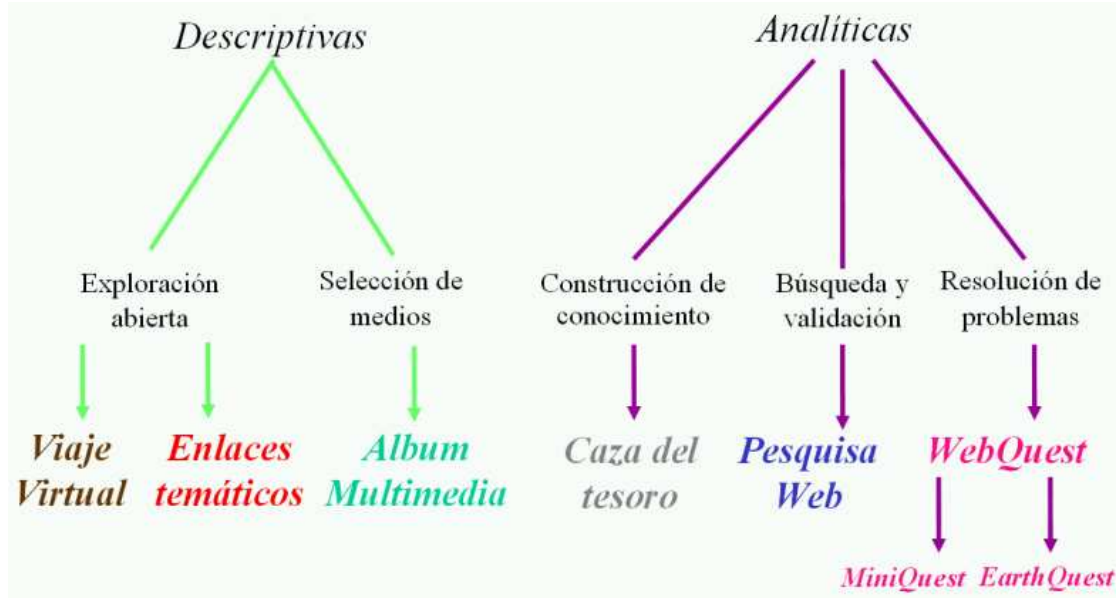 Descriptivas
Analíticas
Exploración
abierta
Selección de
medios
Construcción de
conocimiento
Búsqueda y
validación
Resolución de
problemas
Viaje
Virtual
Enlaces
temáticos
Album
Multimedia
Caza del
tesoro
Pesquisa
Web
WebQuest
MiniQuest
EarthQuest